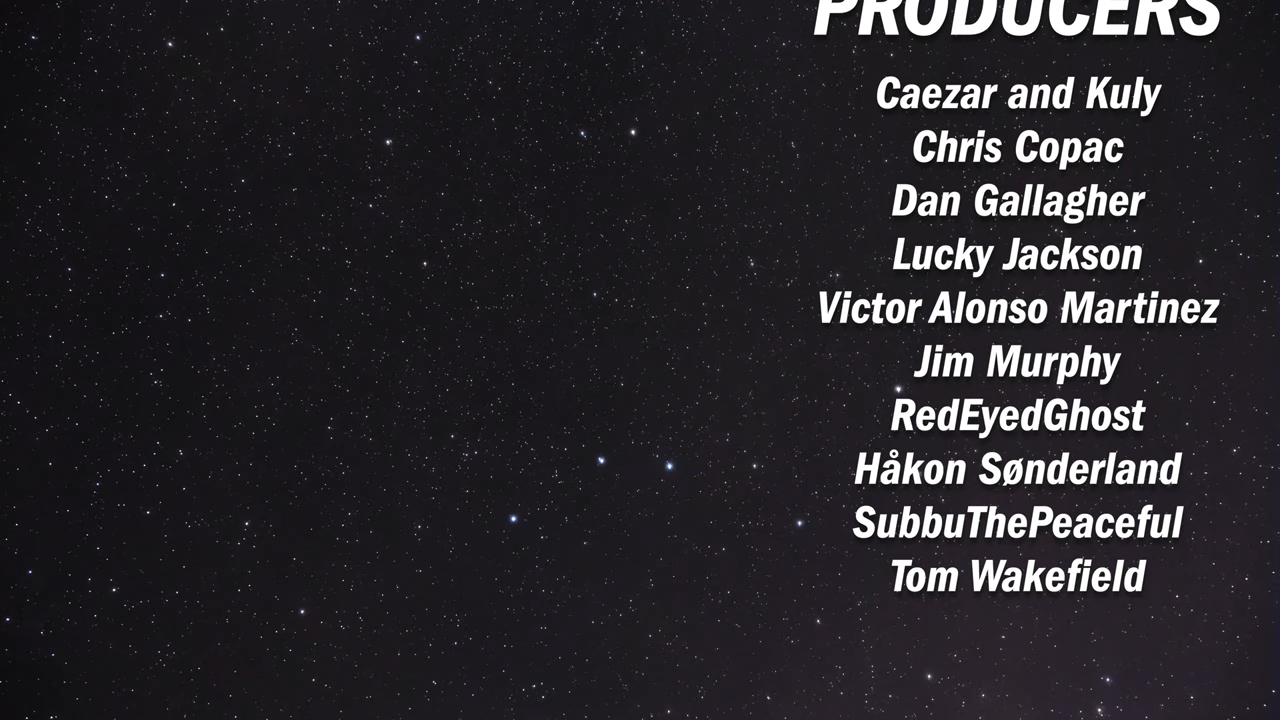 PRODUCERS
Caezar and Kuly
Chris Copac
Dan Gallagher
Lucky Jackson
Victor Alonso Martinez
Jim Murphy
RedEyedGhost
Håkon Sønderland
SubbuThePeaceful
Tom Wakefield